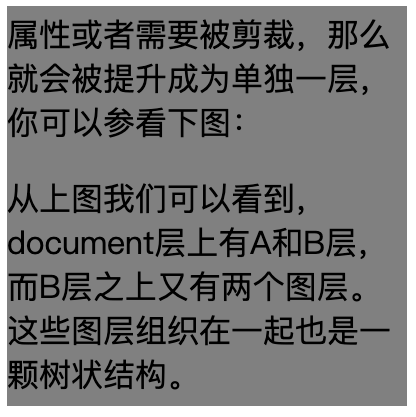 属性或者需要被剪裁，那么
就会被提升成为单独一层，
你可以参看下图：
从上图我们可以看到，
document层上有A和B层，
而B层之上又有两个图层。
这些图层组织在一起也是一
颗树状结构。